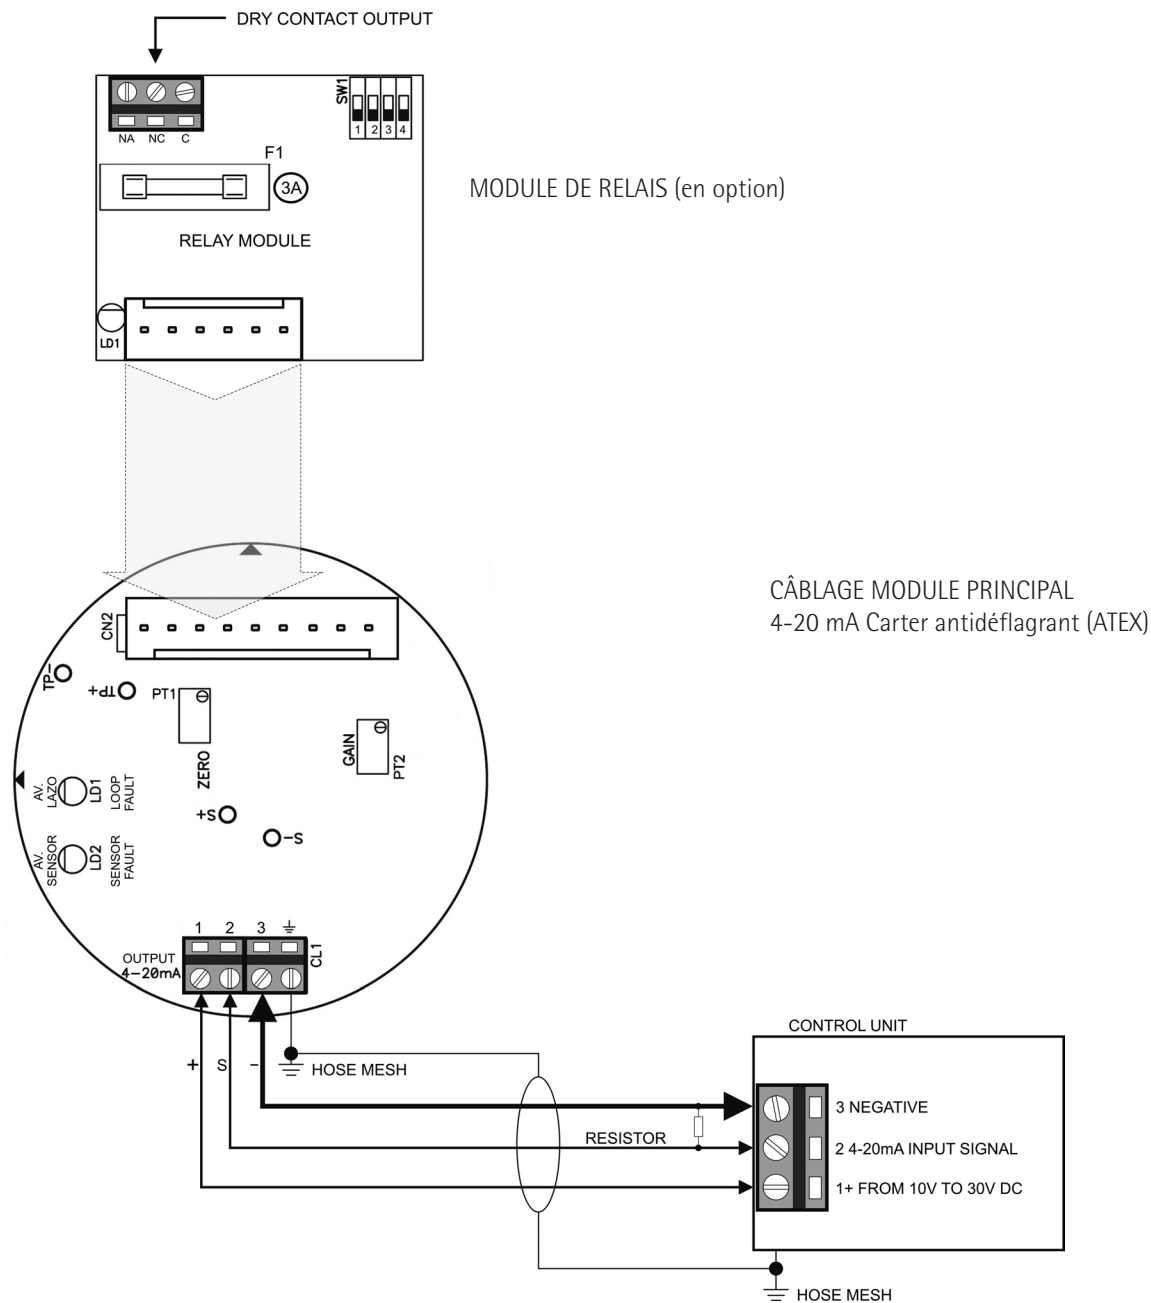 DRY CONTACT OUTPUT
SW1
1 2 3 4
NA NC C
F1
3A
MODULE DE RELAIS (en option)
RELAY MODULE
LD1
CÂBLAGE MODULE PRINCIPAL
4-20 mA Carter antidéflagrant (ATEX)
CN2
TP-
+TP
PT1
ZERO
GAIN
PT2
AV.
LAZO
LD1
LOOP
FAULT
+S
-S
AV.
SENSOR
LD2
SENSOR
FAULT
1 2 3
OUTPUT
4-20mA
CL1
+ S -
HOSE MESH
CONTROL UNIT
3 NEGATIVE
RESISTOR
2 4-20mA INPUT SIGNAL
1+ FROM 10V TO 30V DC
HOSE MESH